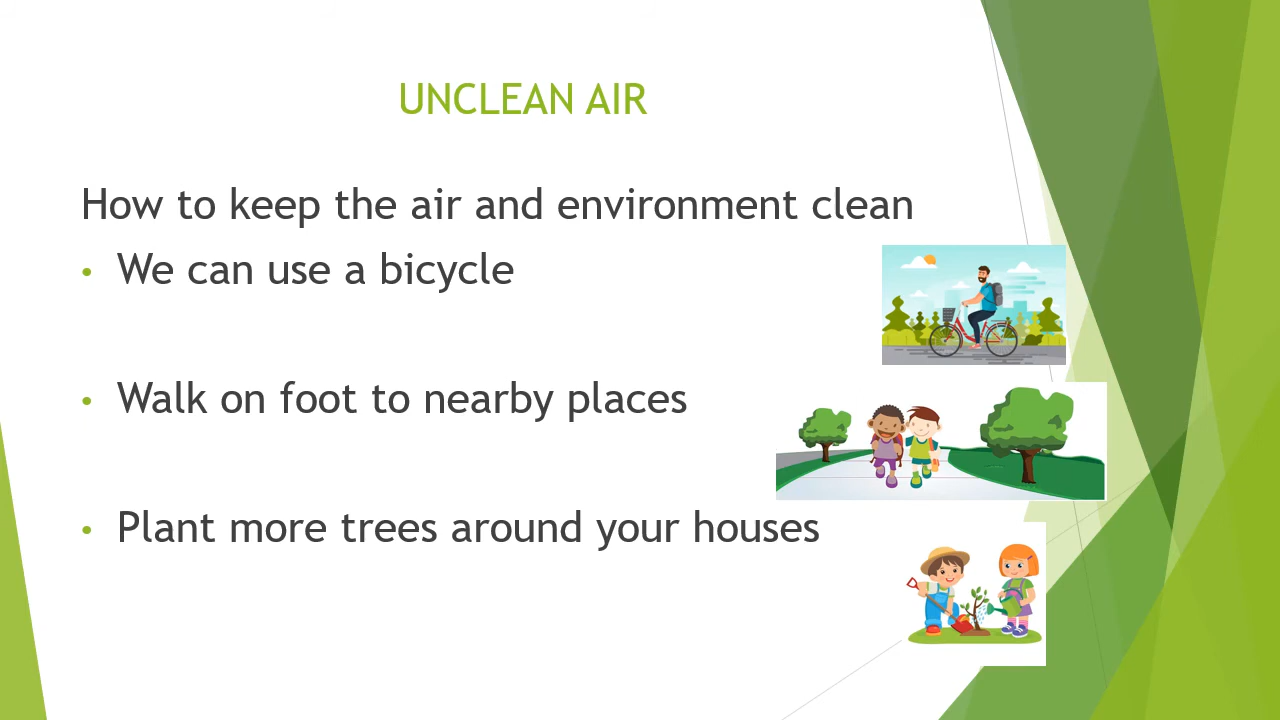 UNCLEAN AIR
How to keep the air and environment clean
• We can use a bicycle
• Walk on foot to nearby places
• Plant more trees around your houses